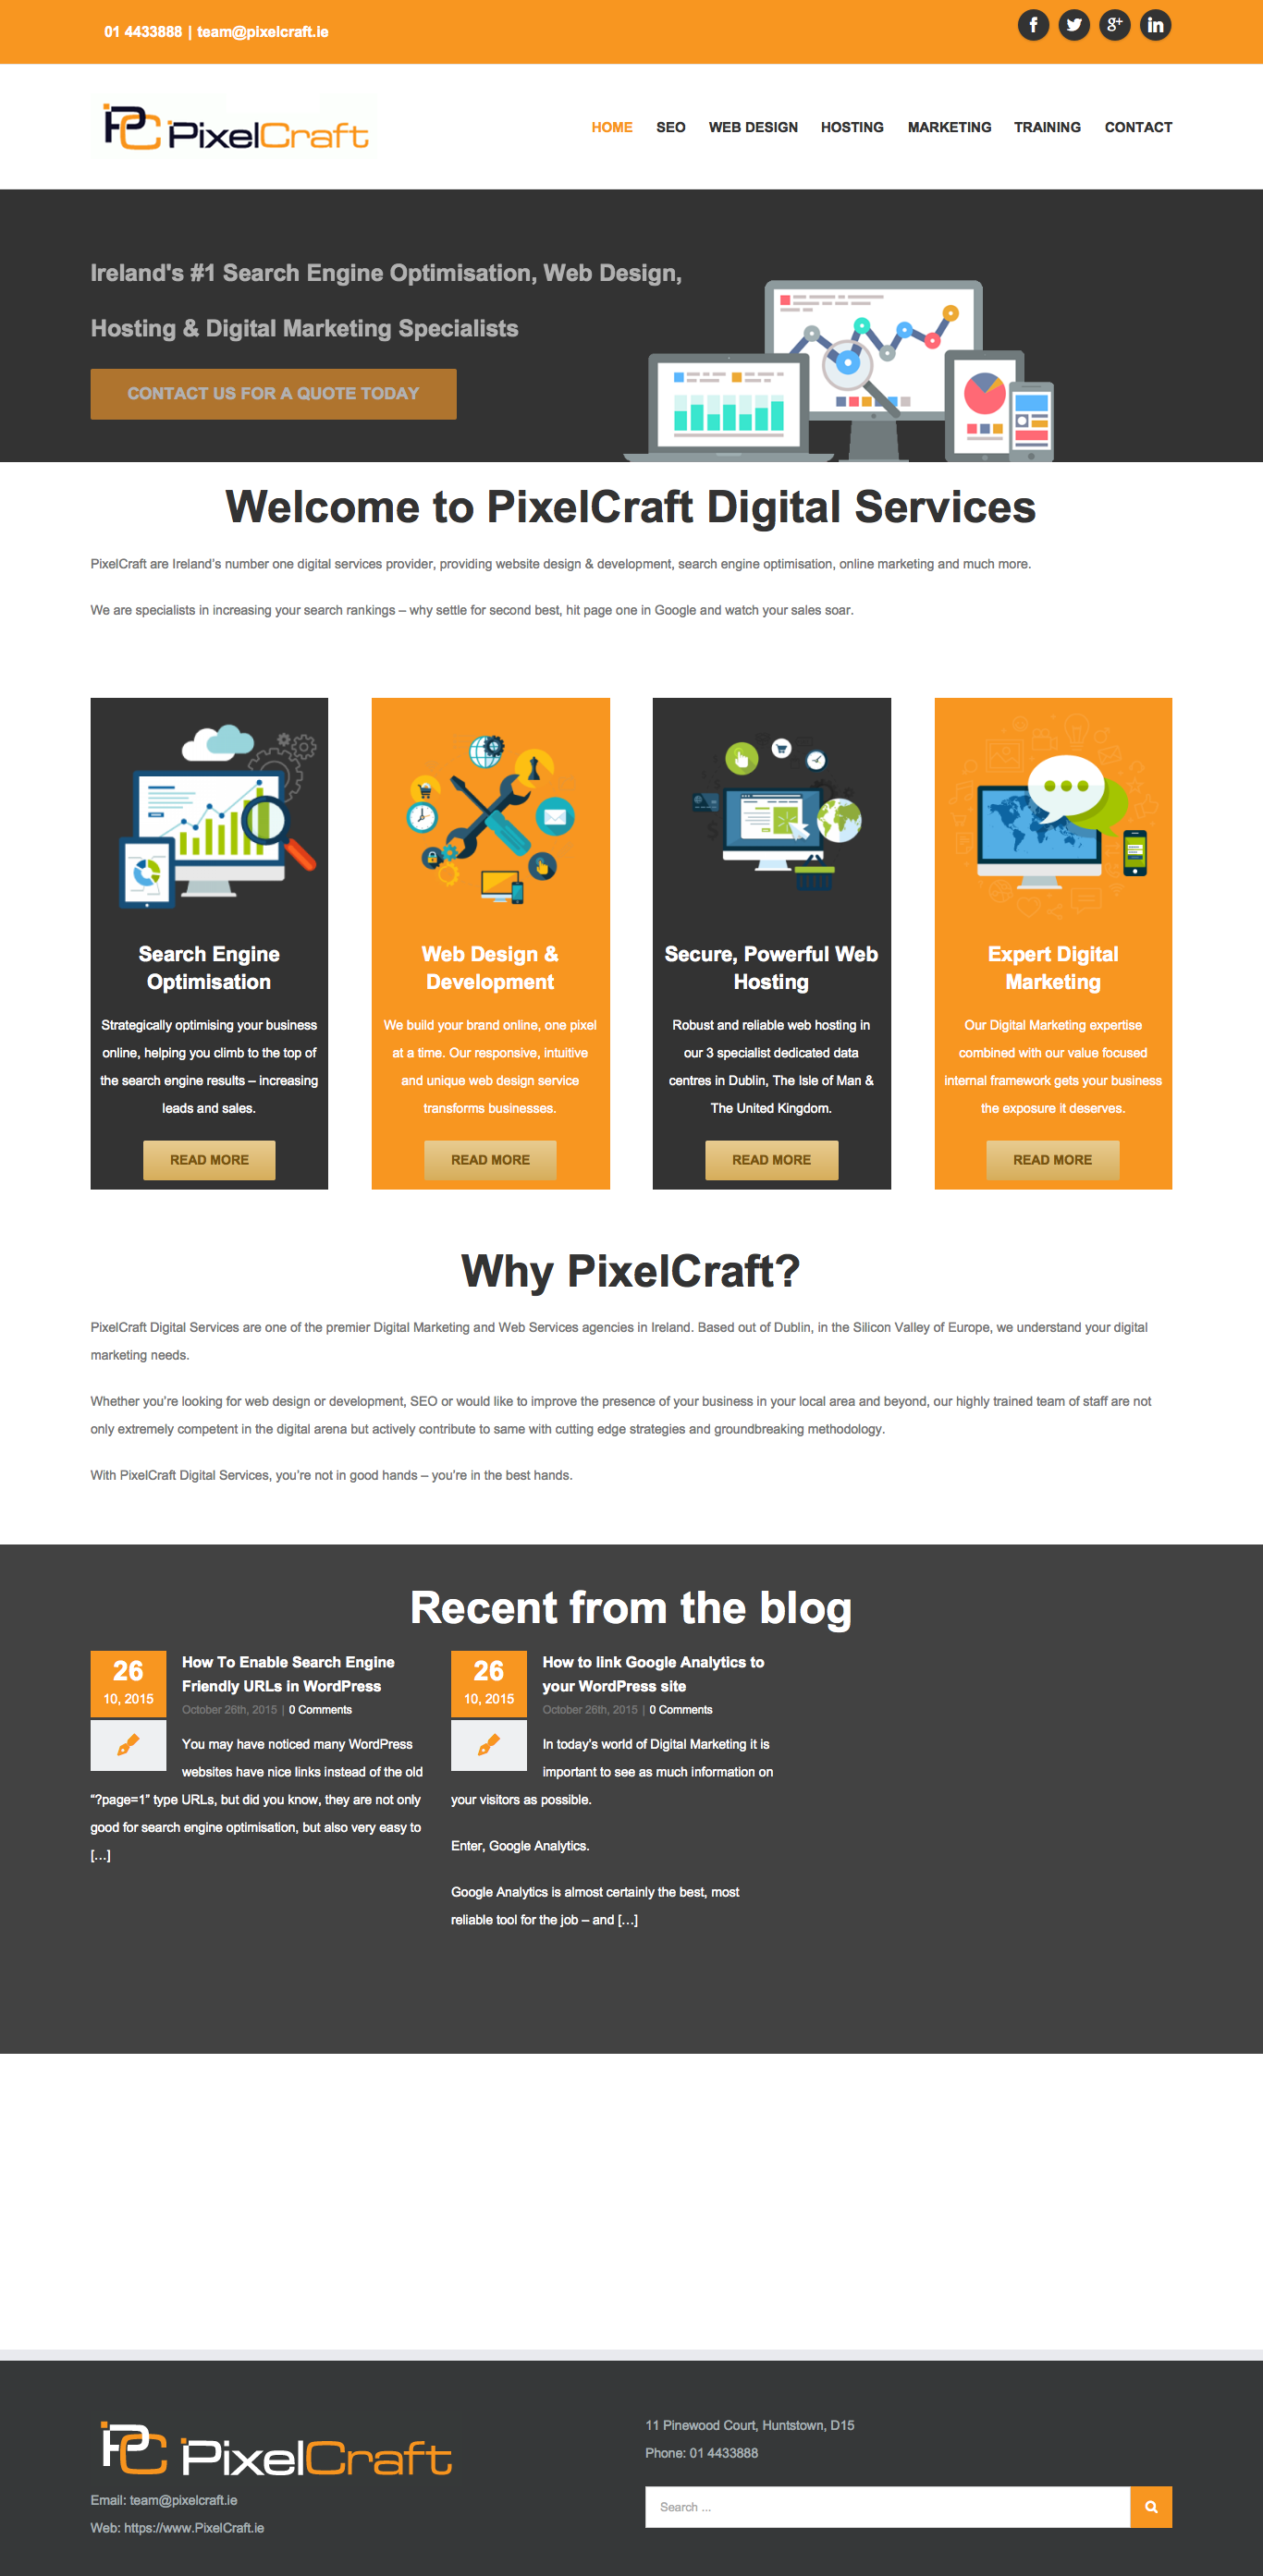 01 4433888 | team@pixelcraft.ie
PC PixelCraft
HOME SEO WEB DESIGN HOSTING MARKETING TRAINING CONTACT
Ireland's #1 Search Engine Optimisation, Web Design,
Hosting & Digital Marketing Specialists
CONTACT US FOR A QUOTE TODAY
Welcome to PixelCraft Digital Services
PixelCraft are Ireland’s number one digital services provider, providing website design & development, search engine optimisation, online marketing and much more.
We are specialists in increasing your search rankings – why settle for second best, hit page one in Google and watch your sales soar.
Search Engine
Optimisation
Strategically optimising your business
online, helping you climb to the top of
the search engine results – increasing
leads and sales.
READ MORE
Web Design &
Development
We build your brand online, one pixel
at a time. Our responsive, intuitive
and unique web design service
transforms businesses.
READ MORE
Secure, Powerful Web
Hosting
Robust and reliable web hosting in
our 3 specialist dedicated data
centres in Dublin, The Isle of Man &
The United Kingdom.
READ MORE
Expert Digital
Marketing
Our Digital Marketing expertise
combined with our value focused
internal framework gets your business
the exposure it deserves.
READ MORE
Why PixelCraft?
PixelCraft Digital Services are one of the premier Digital Marketing and Web Services agencies in Ireland. Based out of Dublin, in the Silicon Valley of Europe, we understand your digital
marketing needs.
Whether you’re looking for web design or development, SEO or would like to improve the presence of your business in your local area and beyond, our highly trained team of staff are not
only extremely competent in the digital arena but actively contribute to same with cutting edge strategies and groundbreaking methodology.
With PixelCraft Digital Services, you’re not in good hands – you’re in the best hands.
Recent from the blog
26
10, 2015
How To Enable Search Engine
Friendly URLs in WordPress
October 26th, 2015 | 0 Comments
You may have noticed many WordPress
websites have nice links instead of the old
“?page=1” type URLs, but did you know, they are not only
good for search engine optimisation, but also very easy to
[…]
26
10, 2015
How to link Google Analytics to
your WordPress site
October 26th, 2015 | 0 Comments
In today’s world of Digital Marketing it is
important to see as much information on
your visitors as possible.
Enter, Google Analytics.
Google Analytics is almost certainly the best, most
reliable tool for the job – and […]
PC PixelCraft
Email: team@pixelcraft.ie
Web: https://www.PixelCraft.ie
11 Pinewood Court, Huntstown, D15
Phone: 01 4433888
Search ...